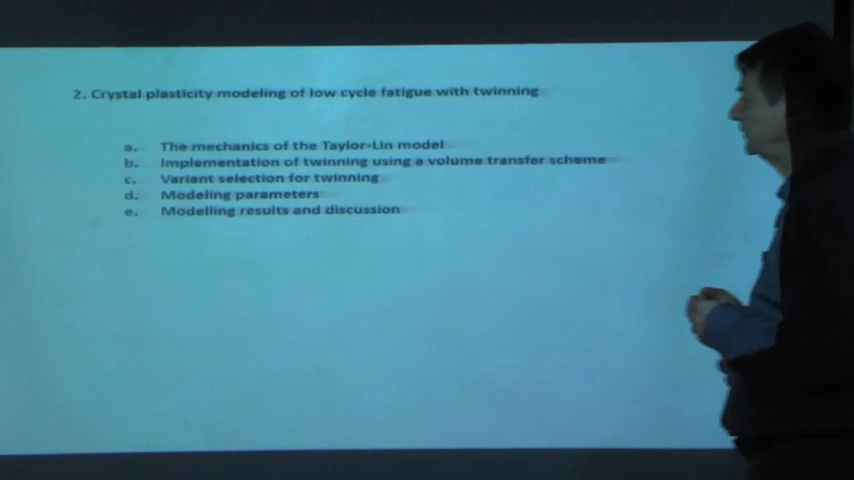 2. Crystal plasticity modeling of low cycle fatigue with twinning
a. The mechanics of the Taylor-Lin model
b. Implementation of twinning using a volume transfer scheme
c. Variant selection for twinning
d. Modeling parameters
e. Modelling results and discussion